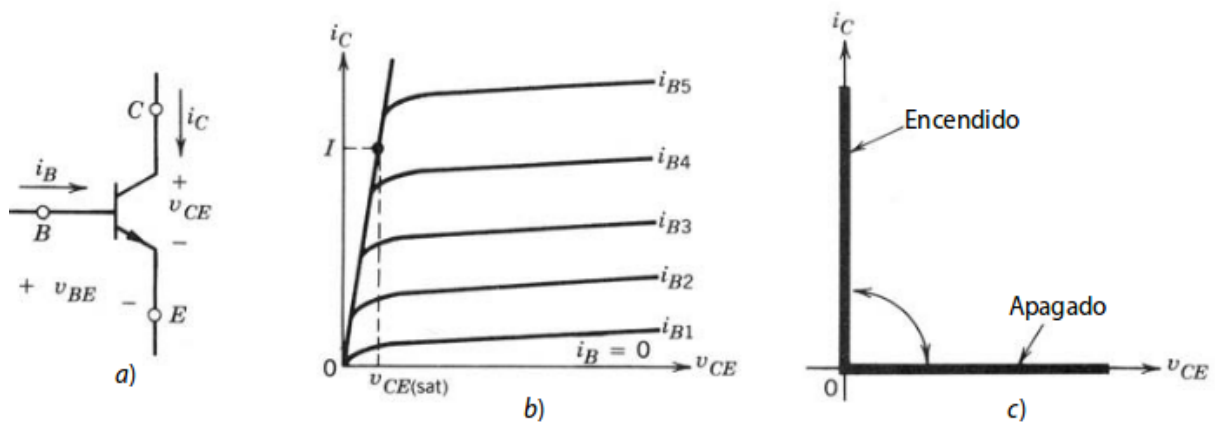 C
i_C
i_B
B
+
v_CE
−
+ v_BE −
E
a)
i_C
I
i_B5
i_B4
i_B3
i_B2
i_B1
i_B = 0
0
v_CE(sat)
v_CE
b)
i_C
Encendido
Apagado
0
v_CE
c)